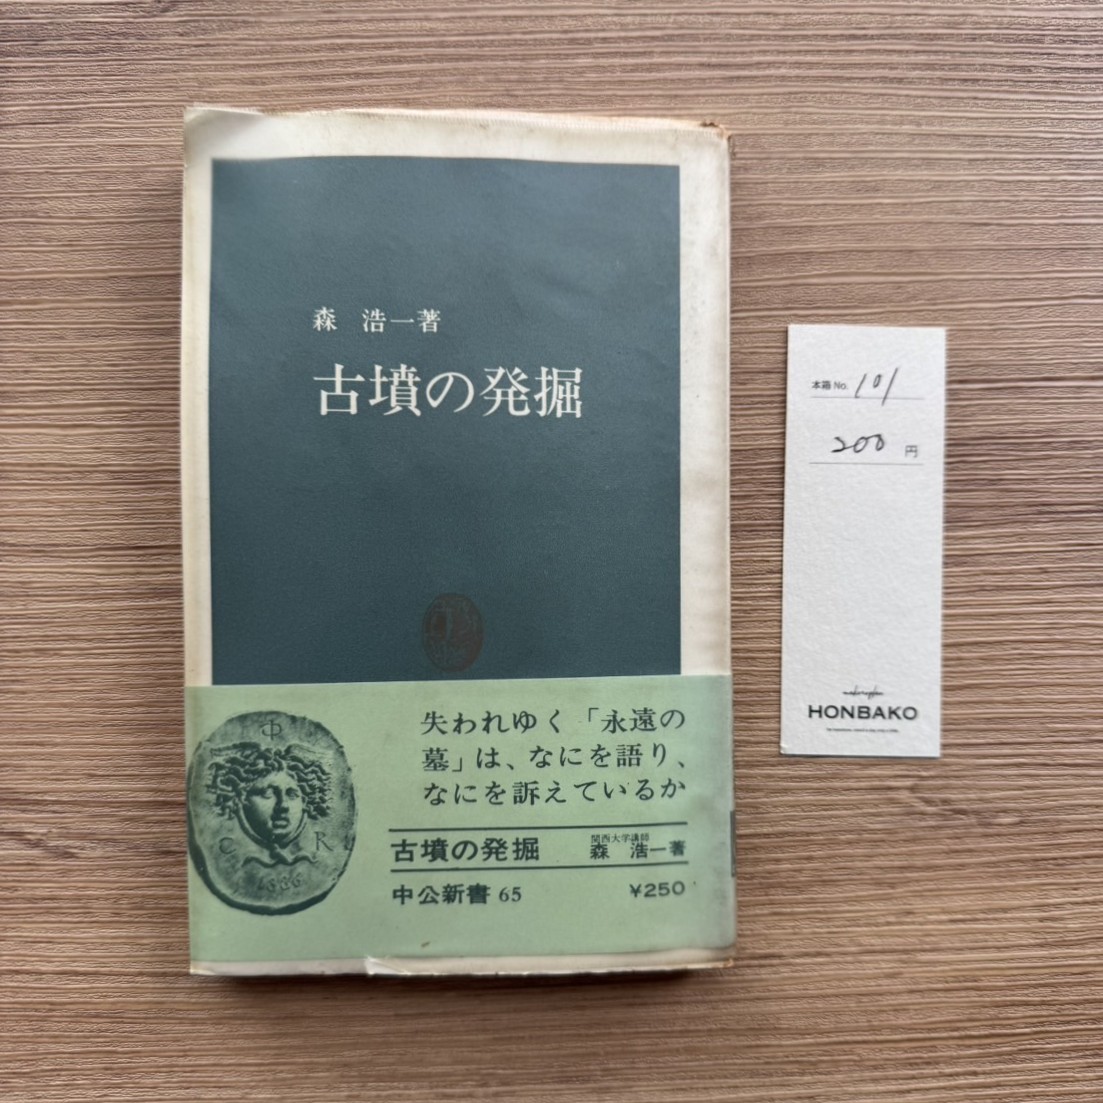 森 浩一著
古墳の発掘
失われゆく「永遠の
墓」は、なにを語り、
なにを訴えているか
古墳の発掘
関西大学講師
森 浩一著
中公新書 65
¥250
Φ
C R
1886
本箱 No. 101
200 円
HONBAKO